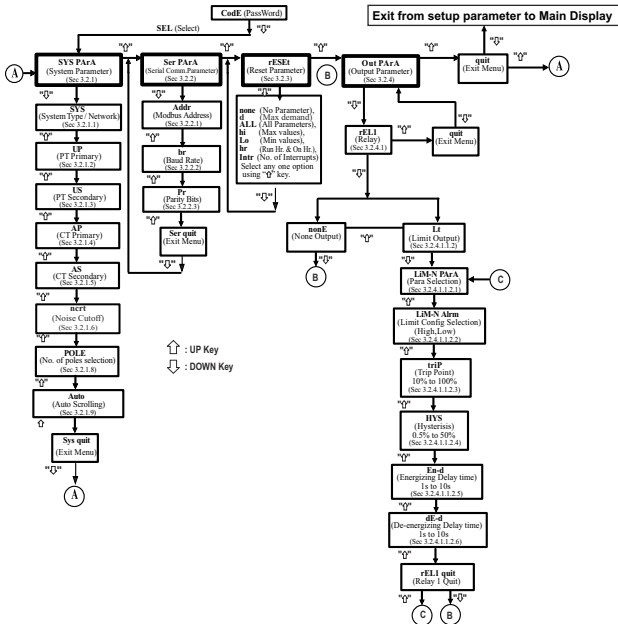 CodE (PassWord)
SEL (Select)
"⇩"
Exit from setup parameter to Main Display
"⇧"
"⇧"
"⇧"
"⇧"
"⇧"
"⇩"
A
SYS PArA
(System Parameter)
(Sec 3.2.1)
Ser PArA
(Serial Comm.Parameter)
(Sec 3.2.2)
rESEt
(Reset Parameter)
(Sec 3.2.3)
B
Out PArA
(Output Parameter)
(Sec 3.2.4)
quit
(Exit Menu)
"⇧"
A
"⇩"
SYS
(System Type / Network)
(Sec 3.2.1.1)
"⇧"
UP
(PT Primary)
(Sec 3.2.1.2)
"⇧"
US
(PT Secondary)
(Sec 3.2.1.3)
"⇧"
AP
(CT Primary)
(Sec 3.2.1.4)
"⇧"
AS
(CT Secondary)
(Sec 3.2.1.5)
"⇧"
ncrt
(Noise Cutoff)
(Sec 3.2.1.6)
"⇧"
POLE
(No. of poles selection)
(Sec 3.2.1.8)
"⇧"
Auto
(Auto Scrolling)
(Sec 3.2.1.9)
⇧
Sys quit
(Exit Menu)
"⇩"
A
"⇩"
Addr
(Modbus Address)
(Sec 3.2.2.1)
"⇧"
br
(Baud Rate)
(Sec 3.2.2.2)
"⇧"
Pr
(Parity Bits)
(Sec 3.2.2.3)
"⇧"
Ser quit
(Exit Menu)
"⇩"
"⇩"
none (No Parameter),
d (Max demand)
ALL (All Parameters),
hi (Max values),
Lo (Min values),
hr (Run Hr. & On Hr.),
Intr (No. of Interrupts)
Select any one option
using "⇧" key.
"⇩"
⇧ : UP Key
⇩ : DOWN Key
"⇩"
"⇩"
rEL1
(Relay)
(Sec 3.2.4.1)
"⇧"
quit
(Exit Menu)
"⇩"
nonE
(None Output)
"⇧"
Lt
(Limit Output)
(Sec 3.2.4.1.1.2)
"⇩"
B
"⇩"
LiM-N PArA
(Para Selection)
(Sec 3.2.4.1.1.2.1)
C
"⇧"
LiM-N Alrm
(Limit Config Selection)
(High,Low)
(Sec 3.2.4.1.1.2.2)
"⇧"
triP
(Trip Point)
10% to 100%
(Sec 3.2.4.1.1.2.3)
"⇧"
HYS
(Hysterisis)
0.5% to 50%
(Sec 3.2.4.1.1.2.4)
"⇧"
En-d
(Energizing Delay time)
1s to 10s
(Sec 3.2.4.1.1.2.5)
"⇧"
dE-d
(De-energizing Delay time)
1s to 10s
(Sec 3.2.4.1.1.2.6)
"⇧"
rEL1 quit
(Relay 1 Quit)
"⇧"
"⇩"
C
B